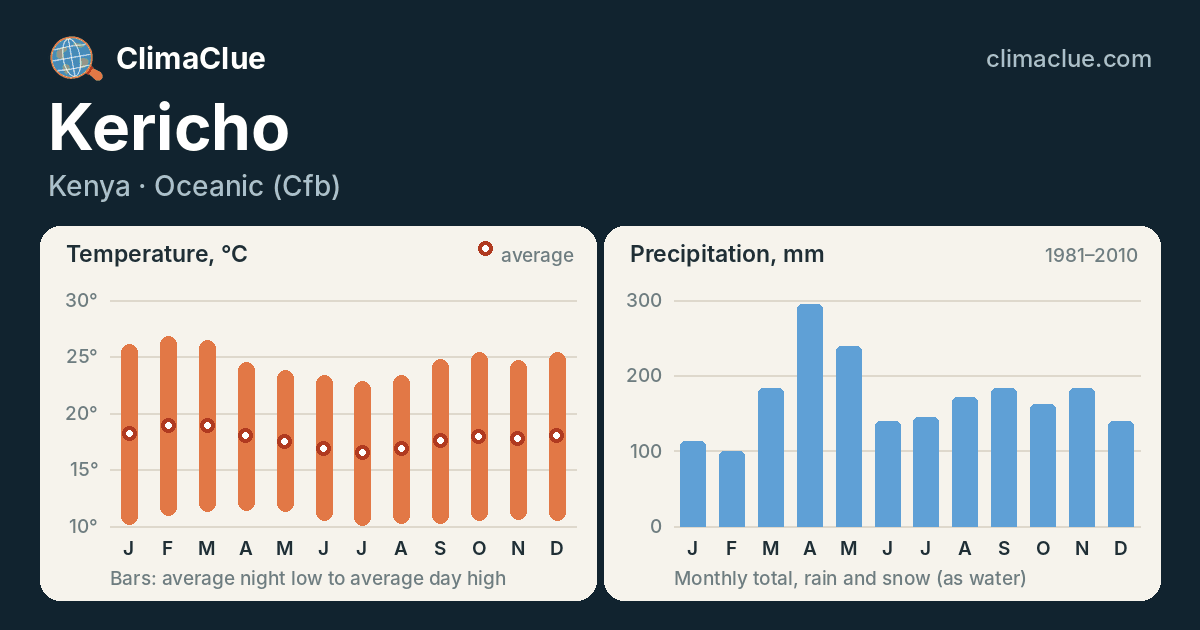 ClimaClue
climaclue.com
Kericho
Kenya · Oceanic (Cfb)
Temperature, °C
average
30°
25°
20°
15°
10°
J F M A M J J A S O N D
Bars: average night low to average day high
Precipitation, mm
1981–2010
300
200
100
0
J F M A M J J A S O N D
Monthly total, rain and snow (as water)